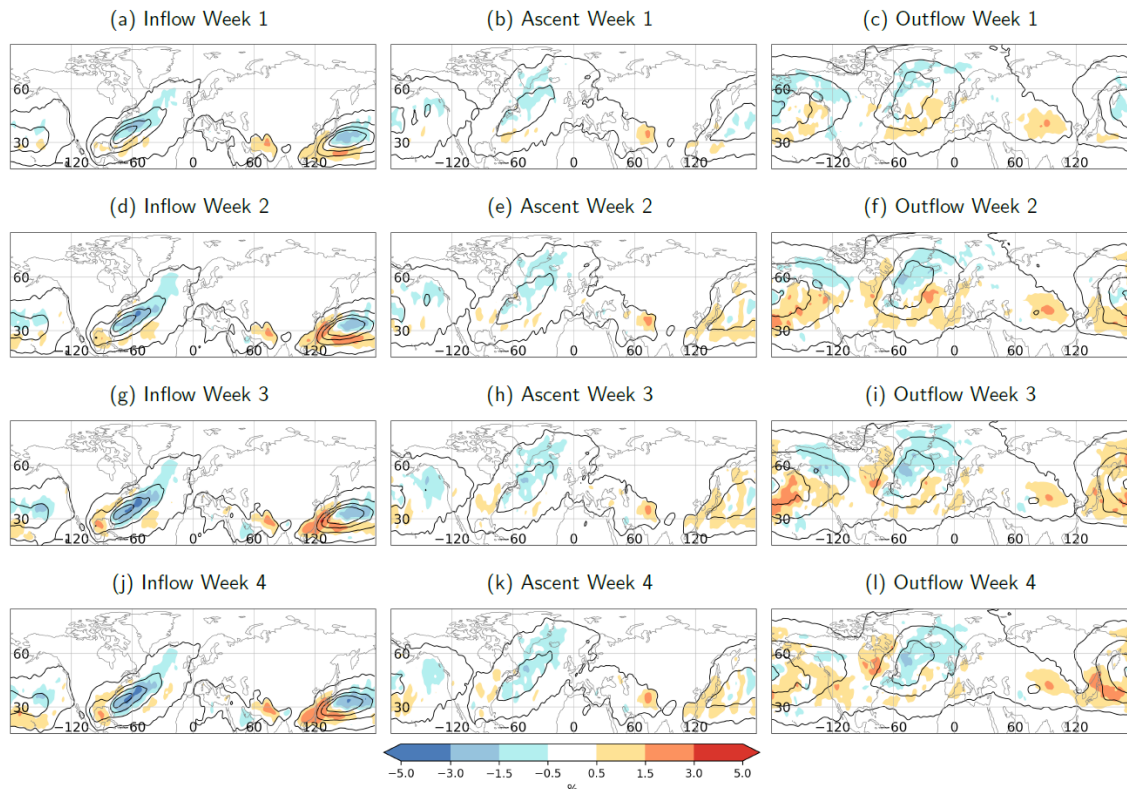 (a) Inflow Week 1 (b) Ascent Week 1 (c) Outflow Week 1
60 60 60
30 30 30
−120 −60 0 60 120 −120 −60 0 60 120 −120 −60 0 60 120
(d) Inflow Week 2 (e) Ascent Week 2 (f) Outflow Week 2
60 60 60
30 30 30
−120 −60 0 60 120 −120 −60 0 60 120 −120 −60 0 60 120
(g) Inflow Week 3 (h) Ascent Week 3 (i) Outflow Week 3
60 60 60
30 30 30
−120 −60 0 60 120 −120 −60 0 60 120 −120 −60 0 60 120
(j) Inflow Week 4 (k) Ascent Week 4 (l) Outflow Week 4
60 60 60
30 30 30
−120 −60 0 60 120 −120 −60 0 60 120 −120 −60 0 60 120
−5.0 −3.0 −1.5 −0.5 0.5 1.5 3.0 5.0
%